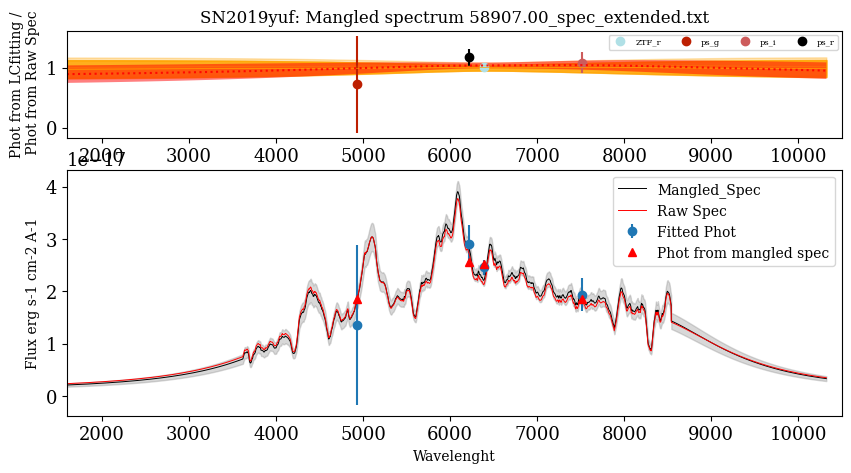 SN2019yuf: Mangled spectrum 58907.00_spec_extended.txt
Phot from LCfitting /
Phot from Raw Spec
1
0
ZTF_r ps_g ps_i ps_r
2000 3000 4000 5000 6000 7000 8000 9000 10000
1e−17
Flux erg s-1 cm-2 A-1
4
3
2
1
0
Mangled_Spec
Raw Spec
Fitted Phot
Phot from mangled spec
2000 3000 4000 5000 6000 7000 8000 9000 10000
Wavelenght